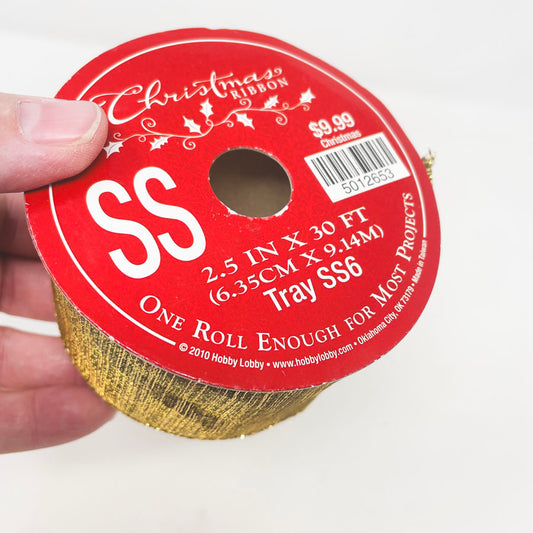 Christmas
RIBBON
$9.99
Christmas
5012653
SS
2.5 IN X 30 FT
(6.35CM X 9.14M)
Tray SS6
ONE ROLL ENOUGH FOR MOST PROJECTS
© 2010 Hobby Lobby • www.hobbylobby.com • Oklahoma City, OK 73179 • Made in Taiwan